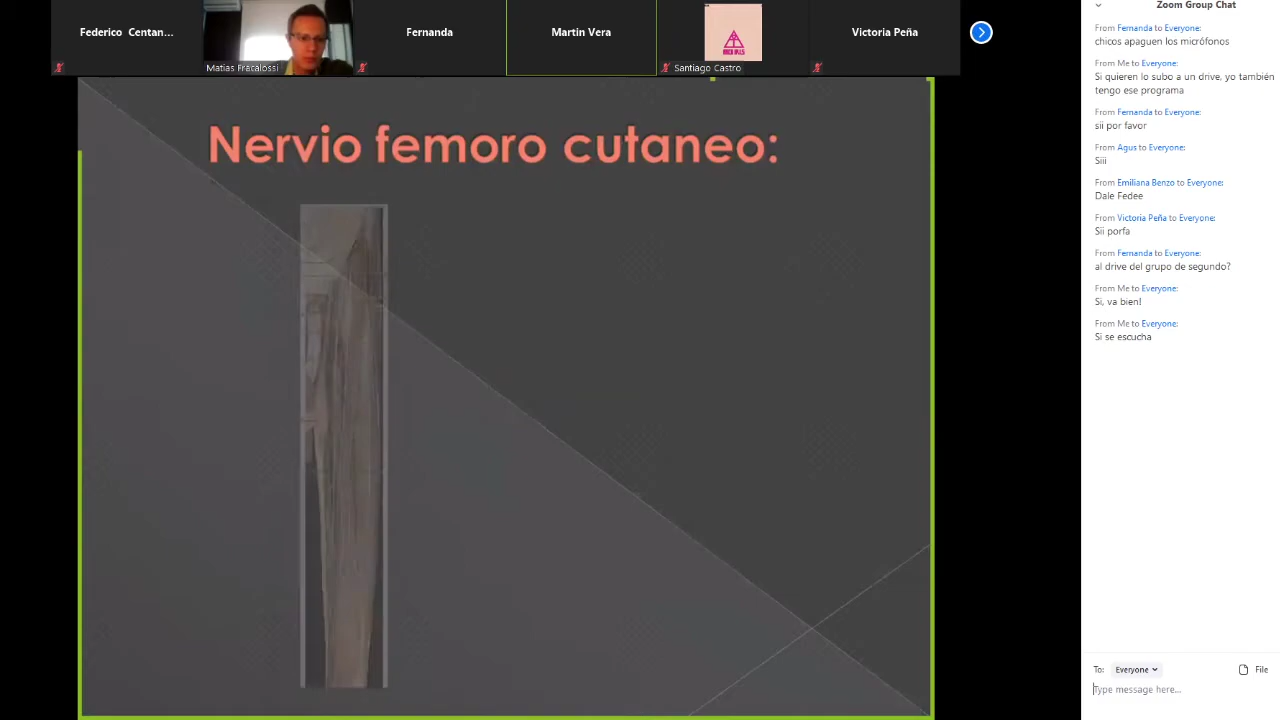 Federico Centan...
Matías Fracalossi
Fernanda
Martin Vera
Santiago Castro
Victoria Peña
Nervio femoro cutaneo:
Zoom Group Chat
From Fernanda to Everyone:
chicos apaguen los micrófonos
From Me to Everyone:
Si quieren lo subo a un drive, yo también
tengo ese programa
From Fernanda to Everyone:
sii por favor
From Agus to Everyone:
Siii
From Emiliana Benzo to Everyone:
Dale Fedee
From Victoria Peña to Everyone:
Sii porfa
From Fernanda to Everyone:
al drive del grupo de segundo?
From Me to Everyone:
Si, va bien!
From Me to Everyone:
Si se escucha
To: Everyone
File
Type message here...